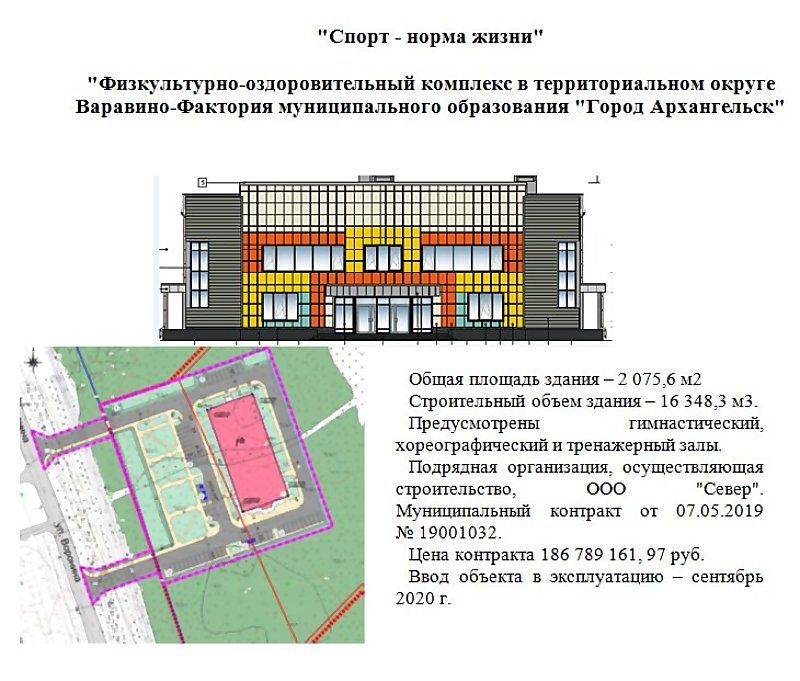 "Спорт - норма жизни"
"Физкультурно-оздоровительный комплекс в территориальном округе
Варавино-Фактория муниципального образования "Город Архангельск"
5
Общая площадь здания – 2 075,6 м2
Строительный объем здания – 16 348,3 м3.
Предусмотрены гимнастический,
хореографический и тренажерный залы.
Подрядная организация, осуществляющая
строительство, ООО "Север".
Муниципальный контракт от 07.05.2019
№ 19001032.
Цена контракта 186 789 161, 97 руб.
Ввод объекта в эксплуатацию – сентябрь
2020 г.
ул. Воронина